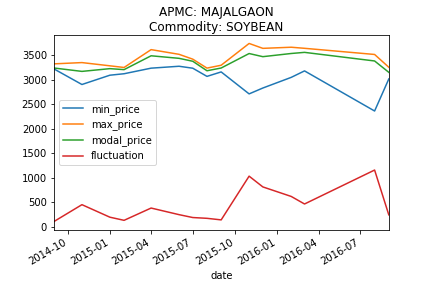 APMC: MAJALGAON
Commodity: SOYBEAN
3500
3000
2500
2000
1500
1000
500
0
min_price
max_price
modal_price
fluctuation
2014-10
2015-01
2015-04
2015-07
2015-10
2016-01
2016-04
2016-07
date